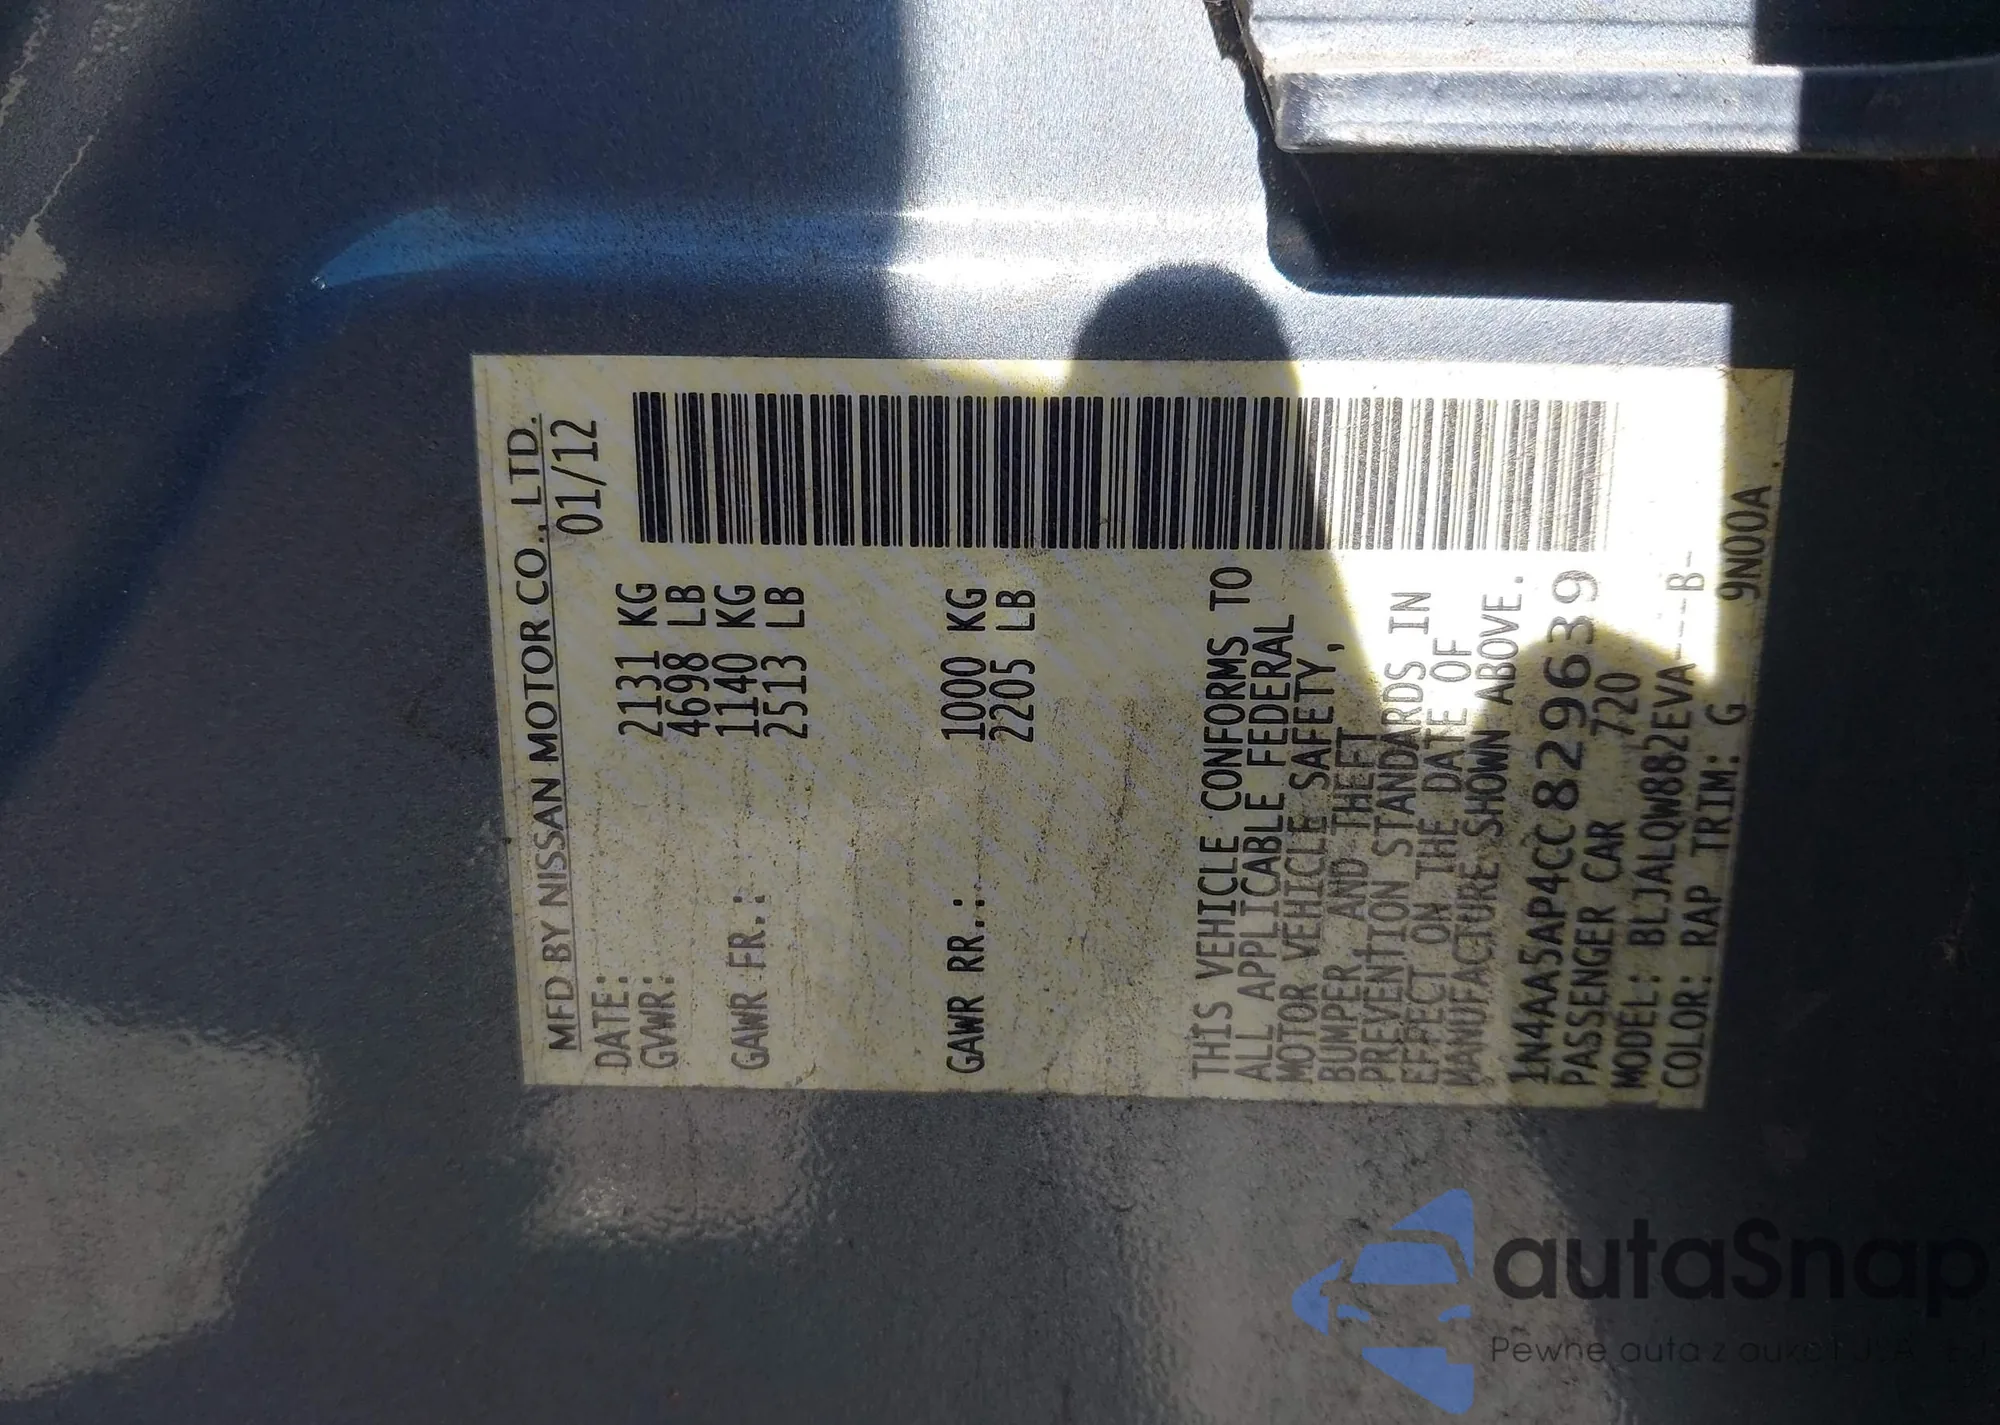 MFD BY NISSAN MOTOR CO., LTD.
DATE: 01/12
GVWR: 2131 KG
4698 LB
GAWR FR.: 1140 KG
2513 LB
GAWR RR.: 1000 KG
2205 LB
THIS VEHICLE CONFORMS TO
ALL APPLICABLE FEDERAL
MOTOR VEHICLE SAFETY,
BUMPER AND THEFT
PREVENTION STANDARDS IN
EFFECT ON THE DATE OF
MANUFACTURE SHOWN ABOVE.
1N4AA5AP4CC829639
PASSENGER CAR 720
MODEL: BLJALQW882EVA---B-
COLOR: RAP TRIM: G 9N00A
autaSnap
Pewne auta z aukcji